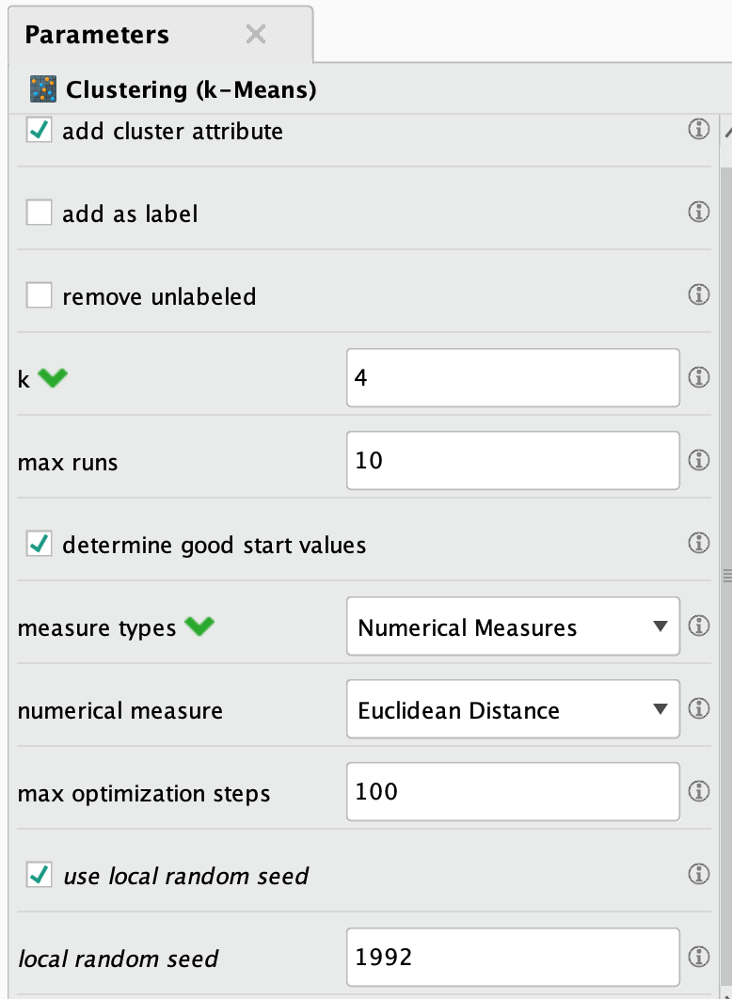 Parameters
Clustering (k-Means)
add cluster attribute
add as label
remove unlabeled
k 4
max runs 10
determine good start values
measure types Numerical Measures
numerical measure Euclidean Distance
max optimization steps 100
use local random seed
local random seed 1992